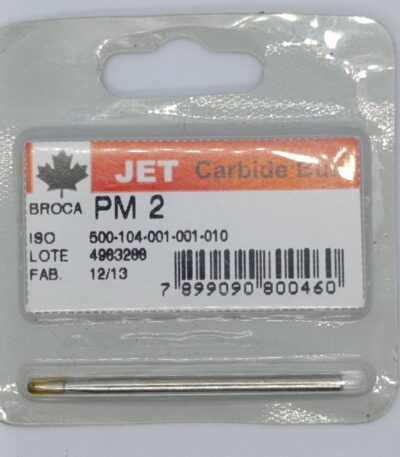 JET Carbide Bur
BROCA PM 2
ISO 500-104-001-001-010
LOTE 4983288
FAB. 12/13
7 899090 800460